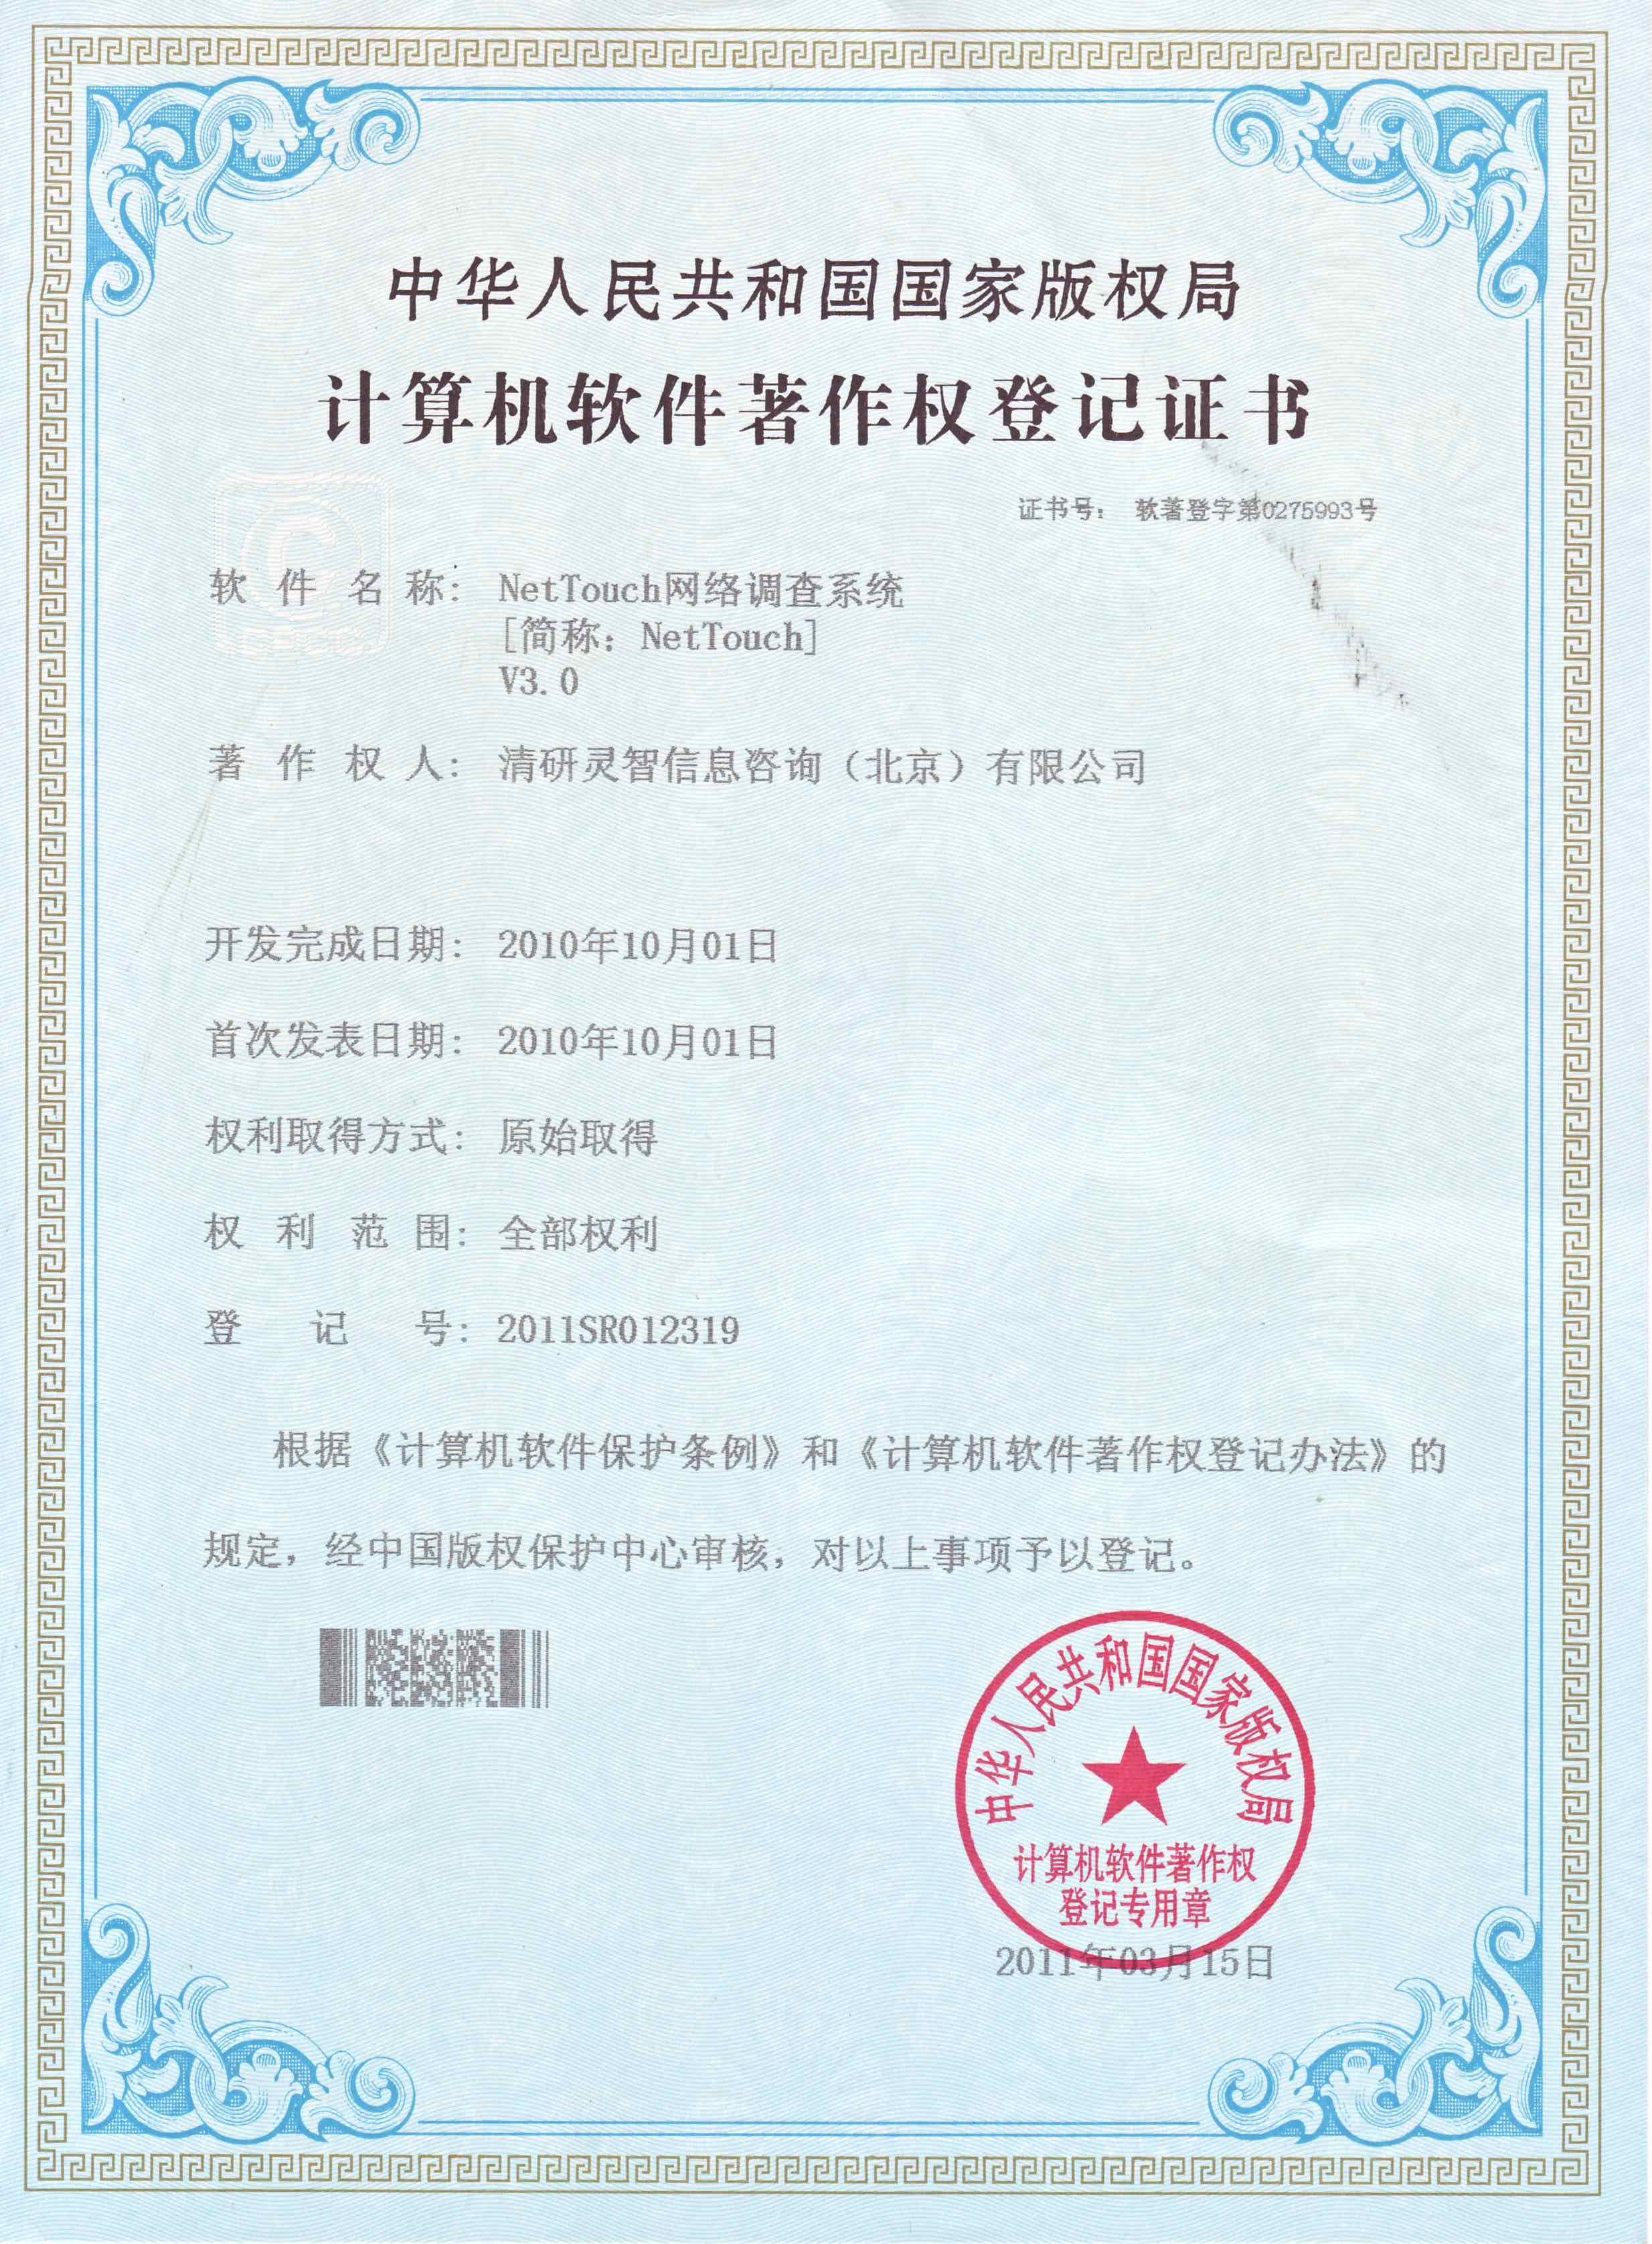 中华人民共和国国家版权局
计算机软件著作权登记证书
证书号： 软著登字第0275993号
软件名称： NetTouch网络调查系统
[简称：NetTouch]
V3.0
著作权人： 清研灵智信息咨询（北京）有限公司
开发完成日期： 2010年10月01日
首次发表日期： 2010年10月01日
权利取得方式： 原始取得
权利范围： 全部权利
登记号： 2011SR012319
根据《计算机软件保护条例》和《计算机软件著作权登记办法》的
规定，经中国版权保护中心审核，对以上事项予以登记。
中华人民共和国国家版权局
计算机软件著作权
登记专用章
2011年03月15日